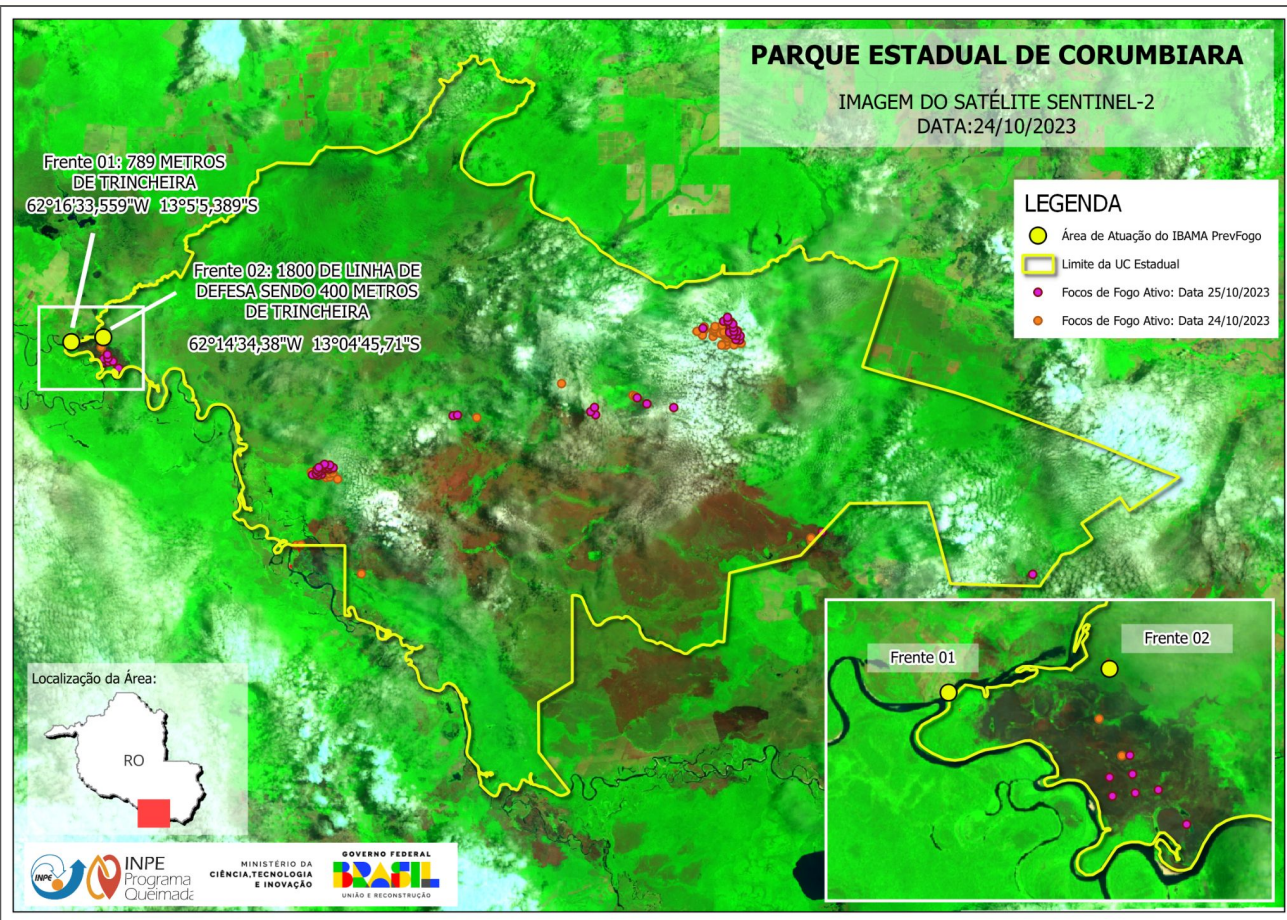 PARQUE ESTADUAL DE CORUMBIARA
IMAGEM DO SATÉLITE SENTINEL-2
DATA:24/10/2023
Frente 01: 789 METROS
DE TRINCHEIRA
62°16'33,559"W 13°5'5,389"S
Frente 02: 1800 DE LINHA DE
DEFESA SENDO 400 METROS
DE TRINCHEIRA
62°14'34,38"W 13°04'45,71"S
LEGENDA
Área de Atuação do IBAMA PrevFogo
Limite da UC Estadual
Focos de Fogo Ativo: Data 25/10/2023
Focos de Fogo Ativo: Data 24/10/2023
Frente 01
Frente 02
Localização da Área:
RO
INPE
INPE
Programa
Queimada
MINISTÉRIO DA
CIÊNCIA,TECNOLOGIA
E INOVAÇÃO
GOVERNO FEDERAL
BRASIL
UNIÃO E RECONSTRUÇÃO